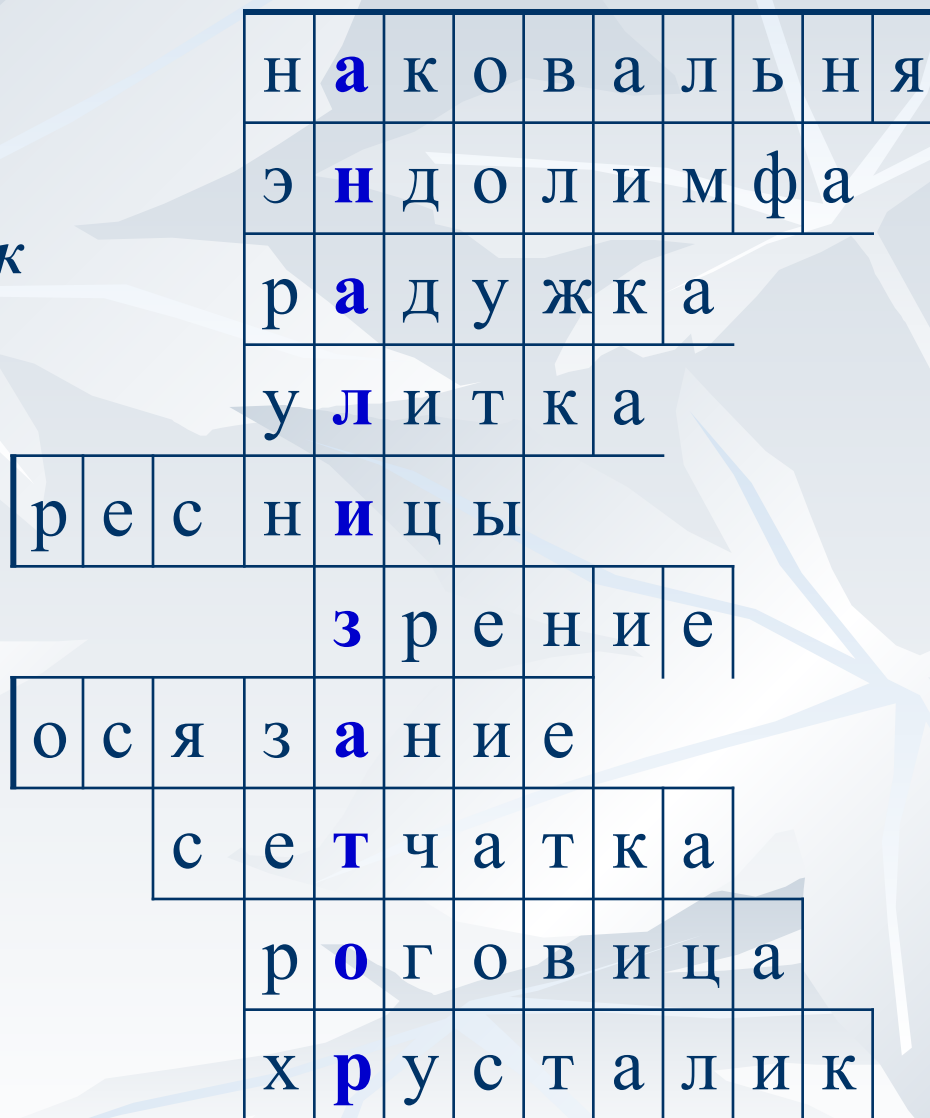 наковальня
эндолимфа
к
радужка
улитка
ресницы
зрение
осязание
сетчатка
роговица
хрусталик